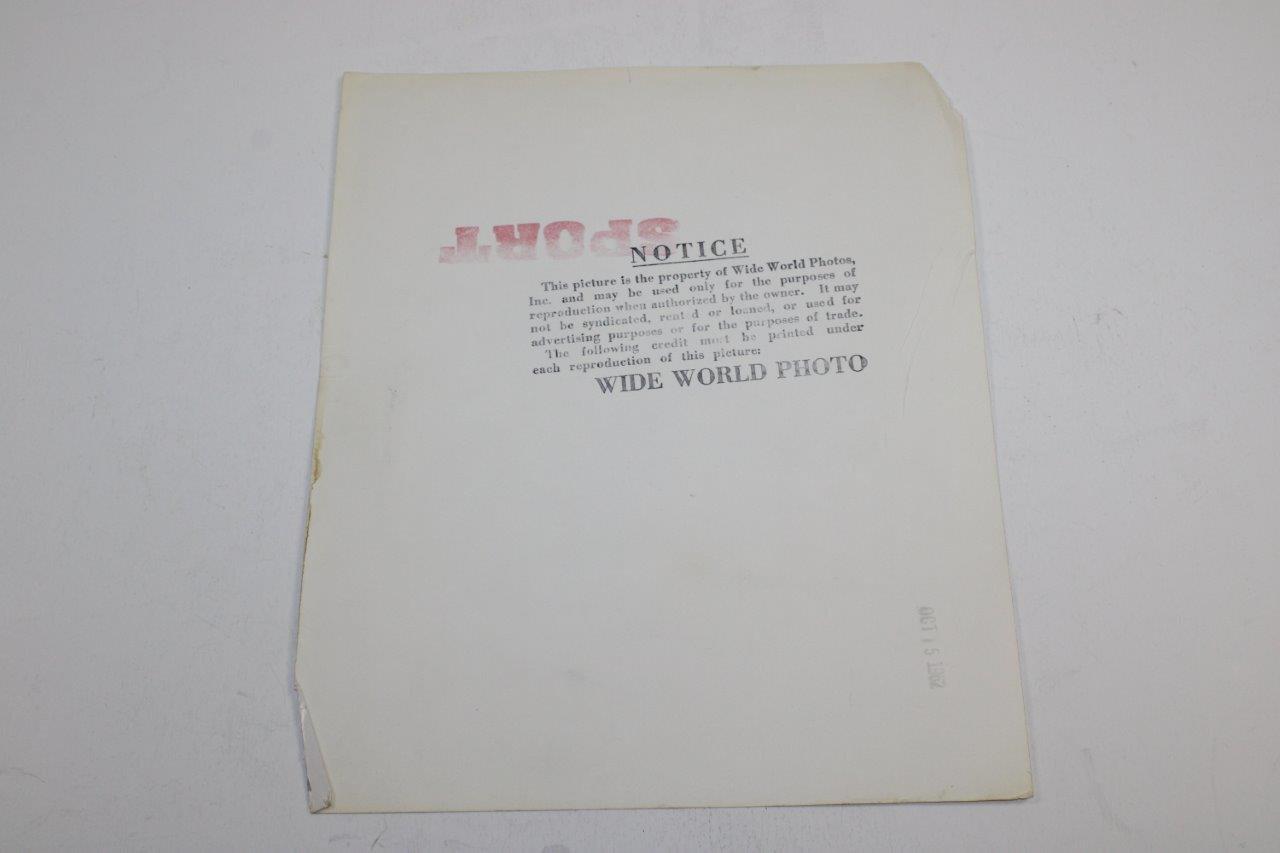 SPORT
NOTICE
This picture is the property of Wide World Photos,
Inc. and may be used only for the purposes of
reproduction when authorized by the owner. It may
not be syndicated, rented or loaned, or used for
advertising purposes or for the purposes of trade.
The following credit must be printed under
each reproduction of this picture:
WIDE WORLD PHOTO
OCT 15 1962